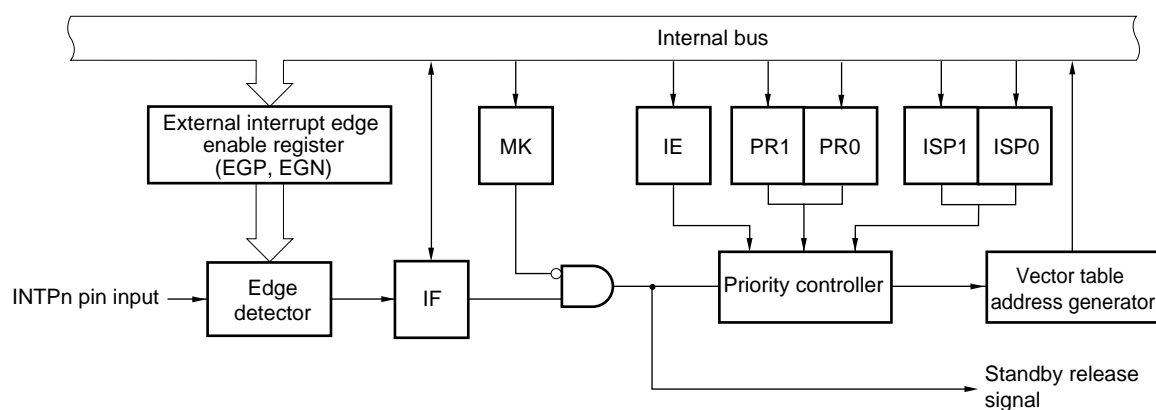 Internal bus
External interrupt edge
enable register
(EGP, EGN)
MK
IE
PR1
PR0
ISP1
ISP0
INTPn pin input
Edge
detector
IF
Priority controller
Vector table
address generator
Standby release
signal